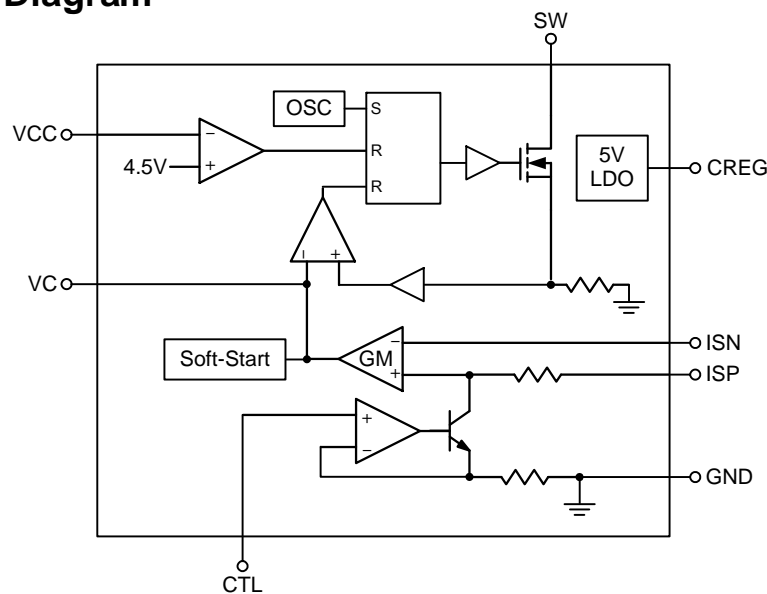 Diagram
SW
OSC
S
VCC
−
R
4.5V
+
5V
LDO
CREG
R
−
+
VC
ISN
−
Soft-Start
GM
+
ISP
+
−
GND
CTL